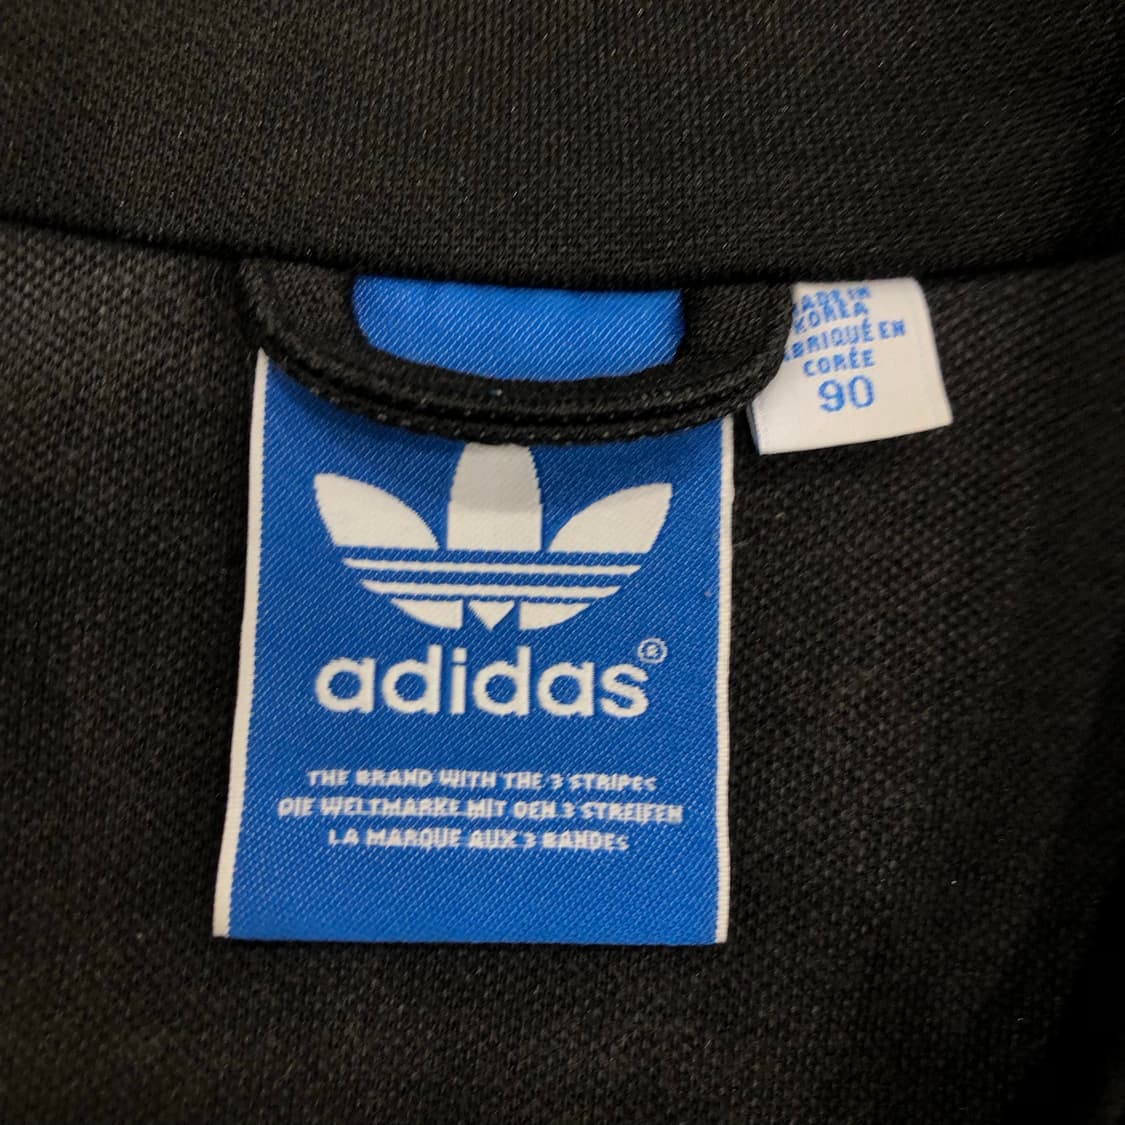 MADE IN
KOREA
FABRIQUÉ EN
CORÉE
90
adidas®
THE BRAND WITH THE 3 STRIPES
DIE WELTMARKE MIT DEN 3 STREIFEN
LA MARQUE AUX 3 BANDES